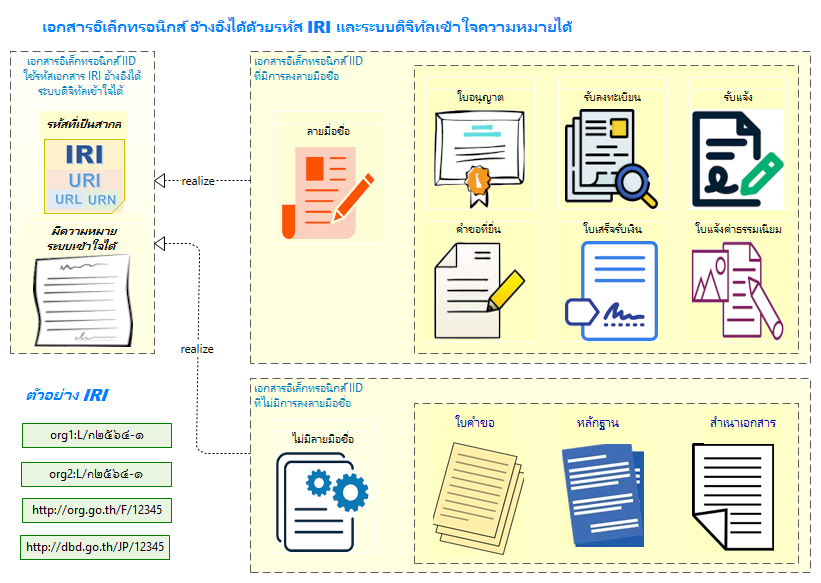 เอกสารอิเล็กทรอนิกส์ อ้างอิงได้ด้วยรหัส IRI และระบบดิจิทัลเข้าใจความหมายได้
เอกสารอิเล็กทรอนิกส์ IID
ใช้รหัสเอกสาร IRI อ้างอิงได้
ระบบดิจิทัลเข้าใจได้
รหัสที่เป็นสากล
IRI
URI
URL URN
มีความหมาย
ระบบเข้าใจได้
realize
realize
เอกสารอิเล็กทรอนิกส์ IID
ที่มีการลงลายมือชื่อ
ลายมือชื่อ
ใบอนุญาต
รับลงทะเบียน
รับแจ้ง
คำขอที่ยื่น
ใบเสร็จรับเงิน
ใบแจ้งค่าธรรมเนียม
ตัวอย่าง IRI
org1:L/ก๒๕๖๔-๑
org2:L/ก๒๕๖๔-๑
http://org.go.th/F/12345
http://dbd.go.th/JP/12345
เอกสารอิเล็กทรอนิกส์ IID
ที่ไม่มีการลงลายมือชื่อ
ไม่มีลายมือชื่อ
ใบคำขอ
หลักฐาน
สำเนาเอกสาร